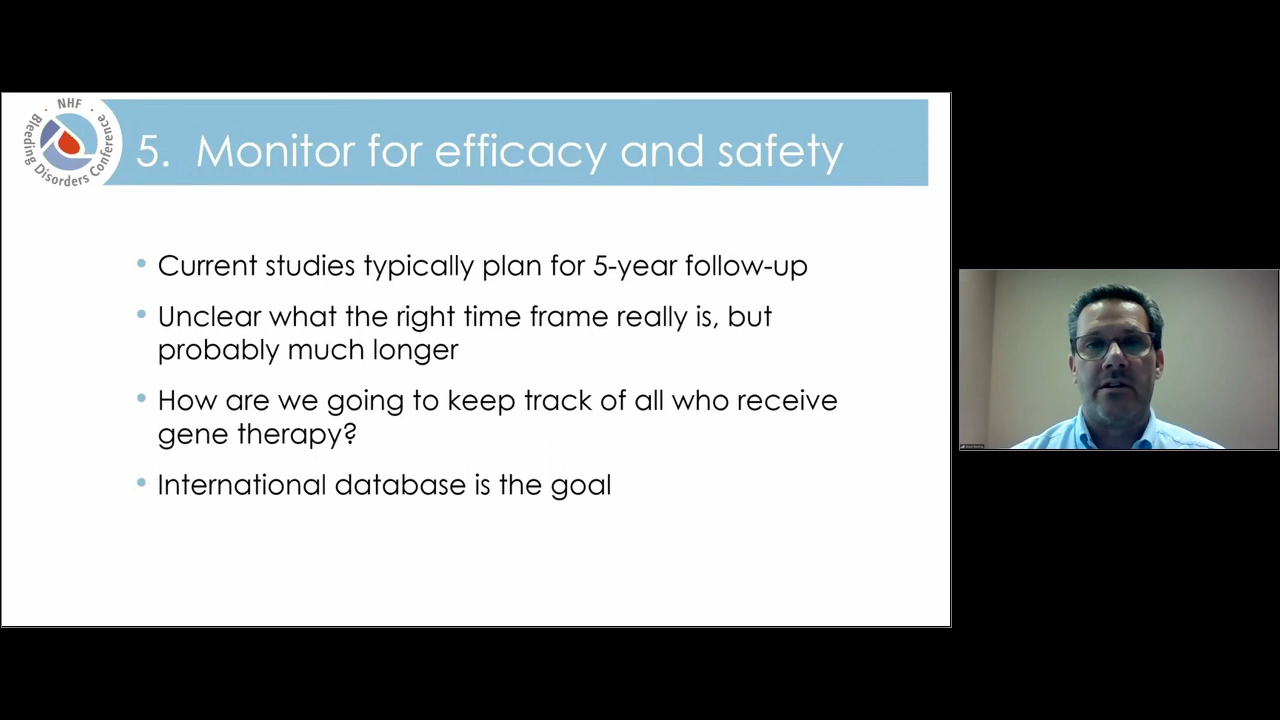 · NHF ·
Bleeding Disorders Conference
5. Monitor for efficacy and safety
• Current studies typically plan for 5-year follow-up
• Unclear what the right time frame really is, but
probably much longer
• How are we going to keep track of all who receive
gene therapy?
• International database is the goal